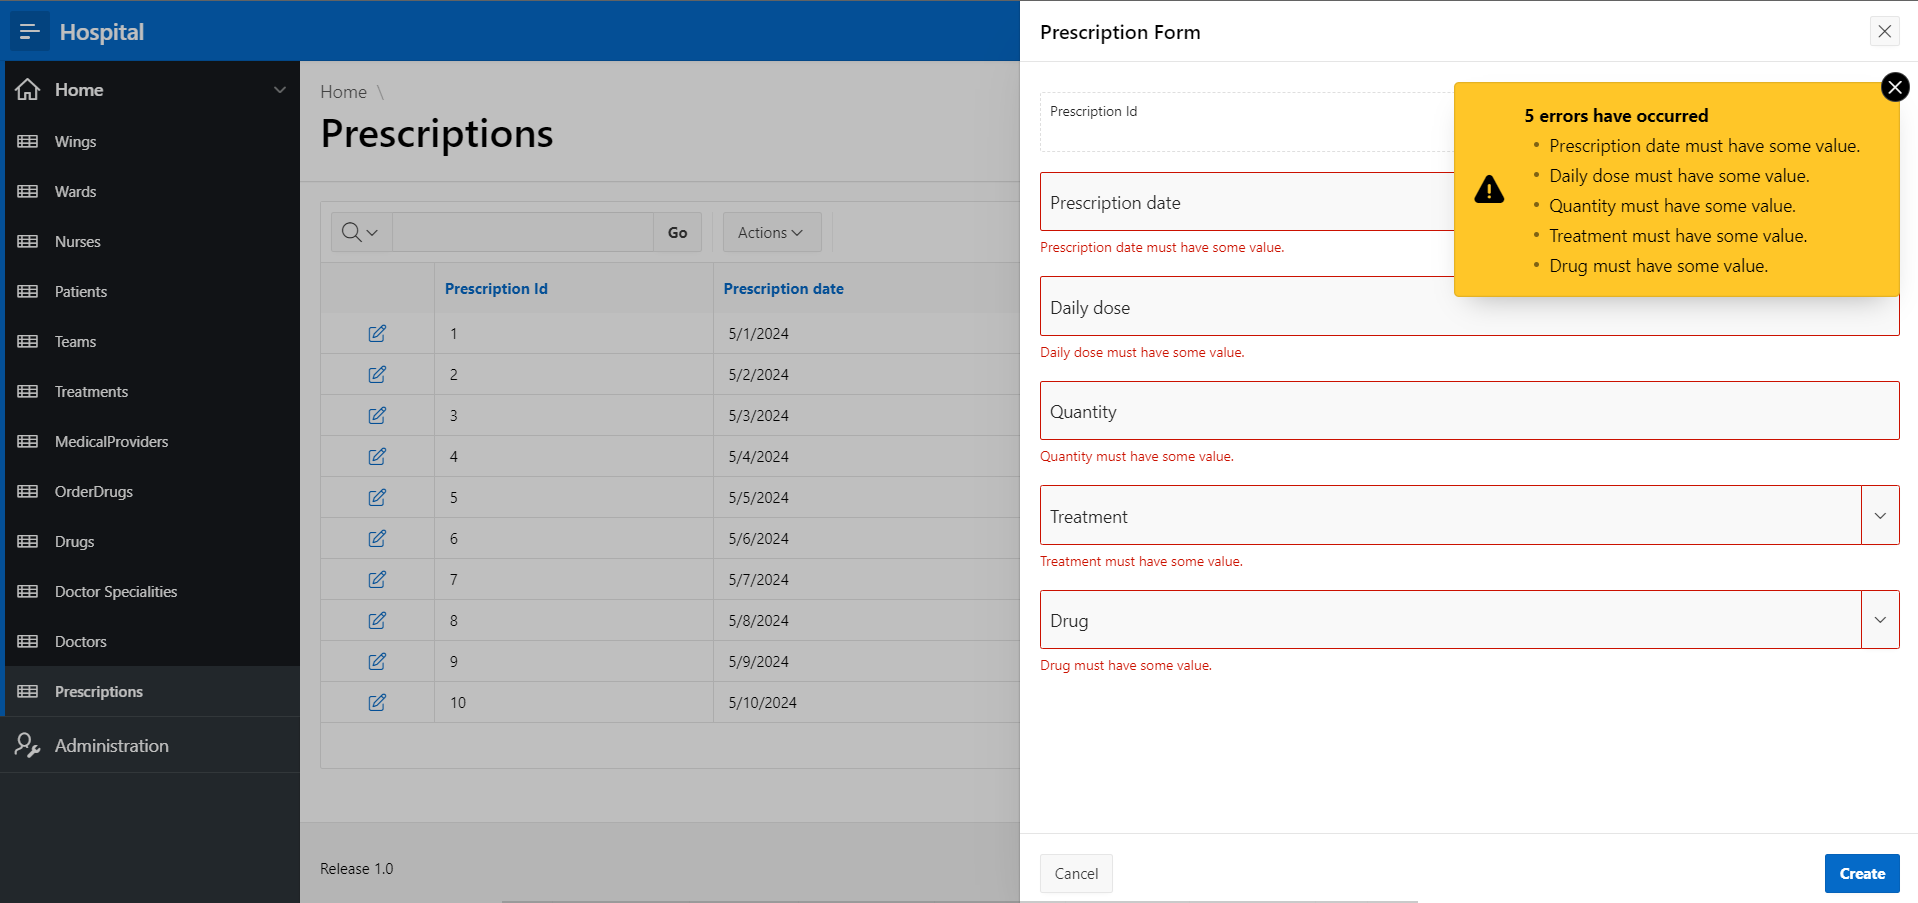 Hospital
Home
Wings
Wards
Nurses
Patients
Teams
Treatments
MedicalProviders
OrderDrugs
Drugs
Doctor Specialities
Doctors
Prescriptions
Administration
Home \
Prescriptions
Go
Actions
Prescription Id Prescription date
1 5/1/2024
2 5/2/2024
3 5/3/2024
4 5/4/2024
5 5/5/2024
6 5/6/2024
7 5/7/2024
8 5/8/2024
9 5/9/2024
10 5/10/2024
Release 1.0
Prescription Form
Prescription Id
Prescription date
Prescription date must have some value.
Daily dose
Daily dose must have some value.
Quantity
Quantity must have some value.
Treatment
Treatment must have some value.
Drug
Drug must have some value.
Cancel
Create
5 errors have occurred
• Prescription date must have some value.
• Daily dose must have some value.
• Quantity must have some value.
• Treatment must have some value.
• Drug must have some value.